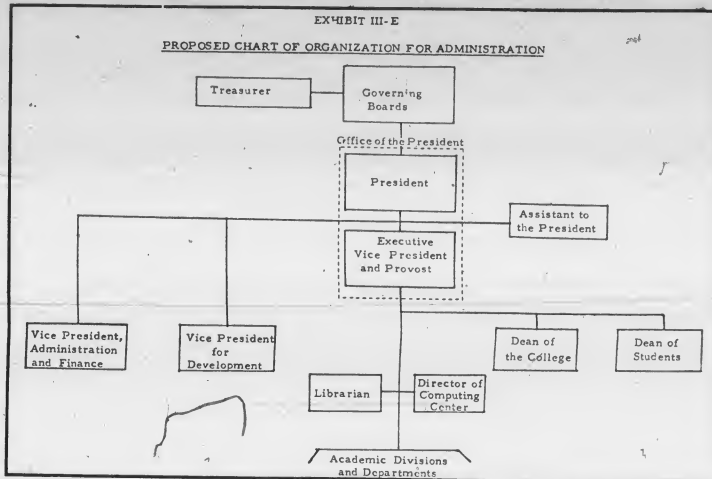 EXHIBIT III-E
PROPOSED CHART OF ORGANIZATION FOR ADMINISTRATION
Treasurer
Governing
Boards
Office of the President
President
Assistant to
the President
Executive
Vice President
and Provost
Vice President,
Administration
and Finance
Vice President
for
Development
Dean of
the College
Dean of
Students
Librarian
Director of
Computing
Center
Academic Divisions
and Departments